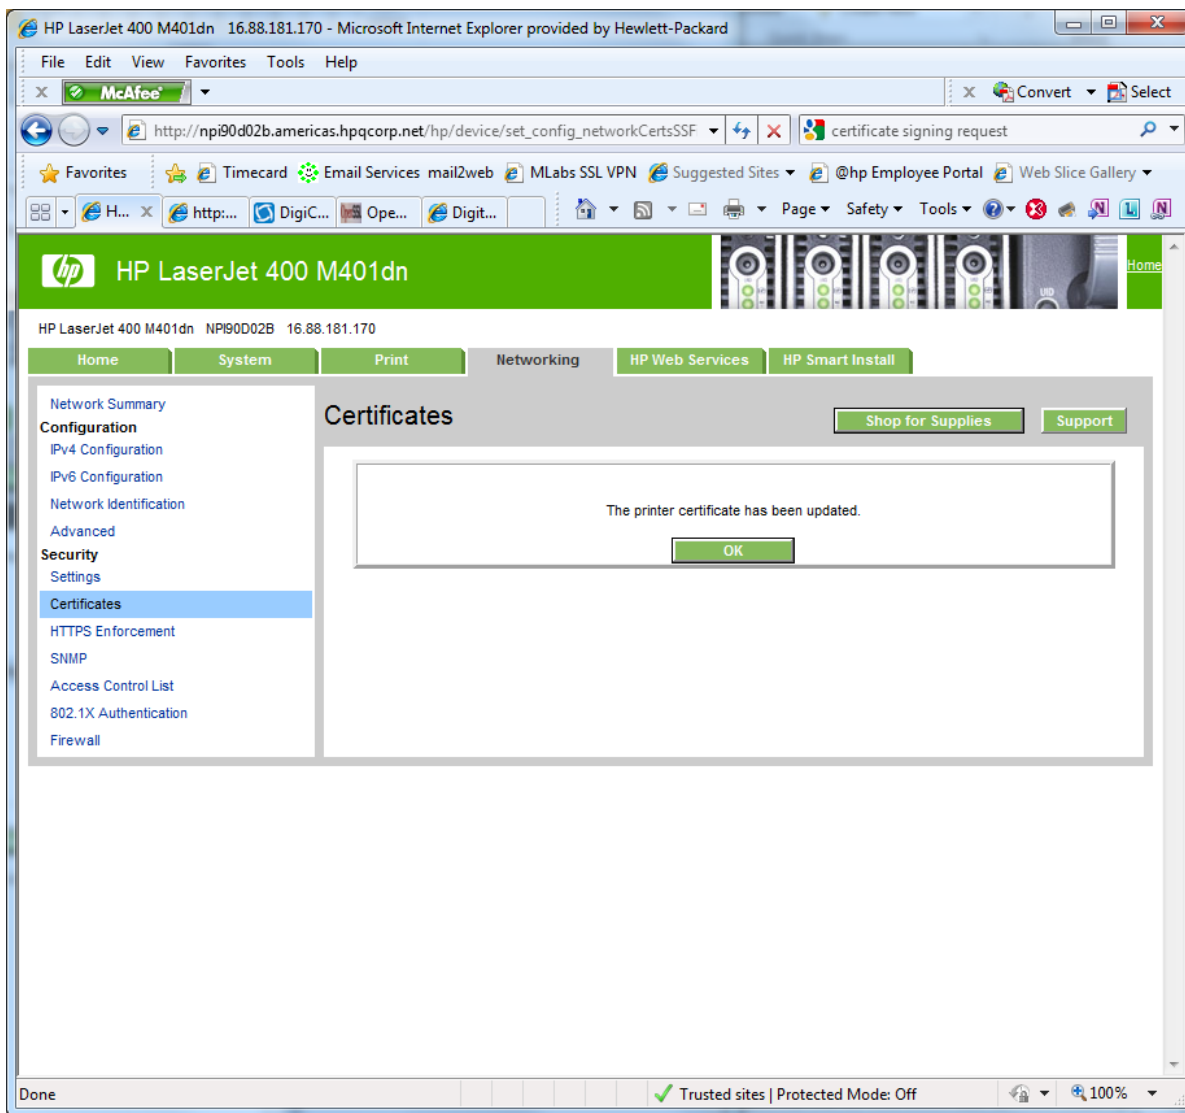 HP LaserJet 400 M401dn 16.88.181.170 - Microsoft Internet Explorer provided by Hewlett-Packard
File Edit View Favorites Tools Help
x McAfee Convert Select
http://npi90d02b.americas.hpqcorp.net/hp/device/set_config_networkCertsSSF certificate signing request
Favorites Timecard Email Services mail2web MLabs SSL VPN Suggested Sites @hp Employee Portal Web Slice Gallery
H... x http:... DigiC... Ope... Digit... Page Safety Tools
hp HP LaserJet 400 M401dn UID Home
HP LaserJet 400 M401dn NPI90D02B 16.88.181.170
Home System Print Networking HP Web Services HP Smart Install
Network Summary
Configuration
IPv4 Configuration
IPv6 Configuration
Network Identification
Advanced
Security
Settings
Certificates
HTTPS Enforcement
SNMP
Access Control List
802.1X Authentication
Firewall
Certificates
Shop for Supplies Support
The printer certificate has been updated.
OK
Done Trusted sites | Protected Mode: Off 100%